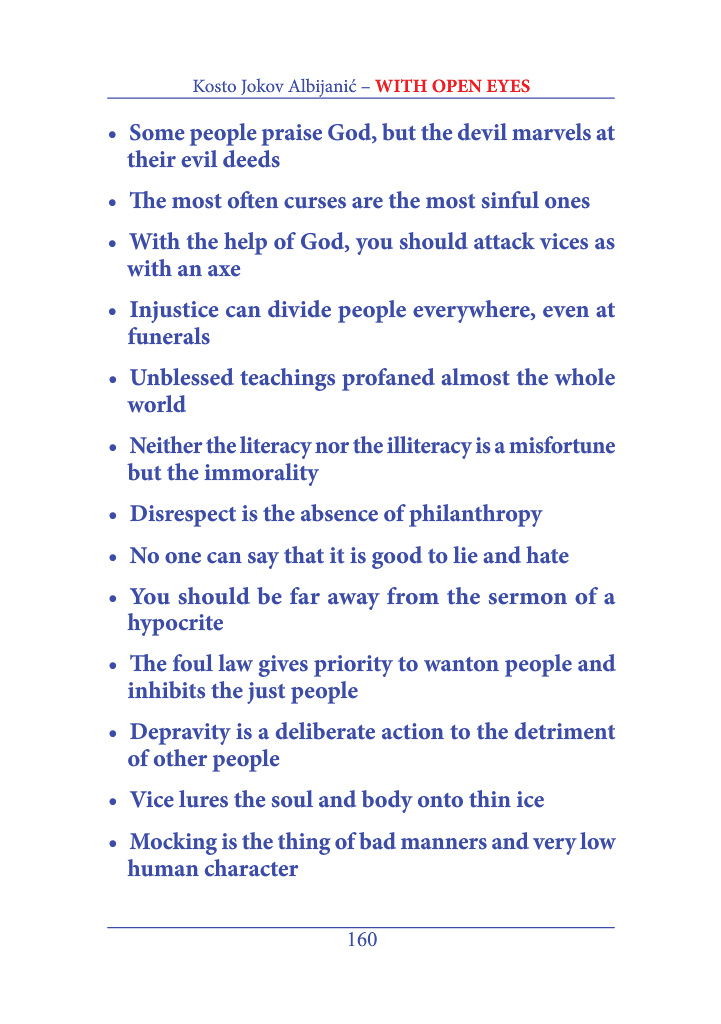 Kosto Jokov Albijanić – WITH OPEN EYES
• Some people praise God, but the devil marvels at
their evil deeds
• The most often curses are the most sinful ones
• With the help of God, you should attack vices as
with an axe
• Injustice can divide people everywhere, even at
funerals
• Unblessed teachings profaned almost the whole
world
• Neither the literacy nor the illiteracy is a misfortune
but the immorality
• Disrespect is the absence of philanthropy
• No one can say that it is good to lie and hate
• You should be far away from the sermon of a
hypocrite
• The foul law gives priority to wanton people and
inhibits the just people
• Depravity is a deliberate action to the detriment
of other people
• Vice lures the soul and body onto thin ice
• Mocking is the thing of bad manners and very low
human character
160